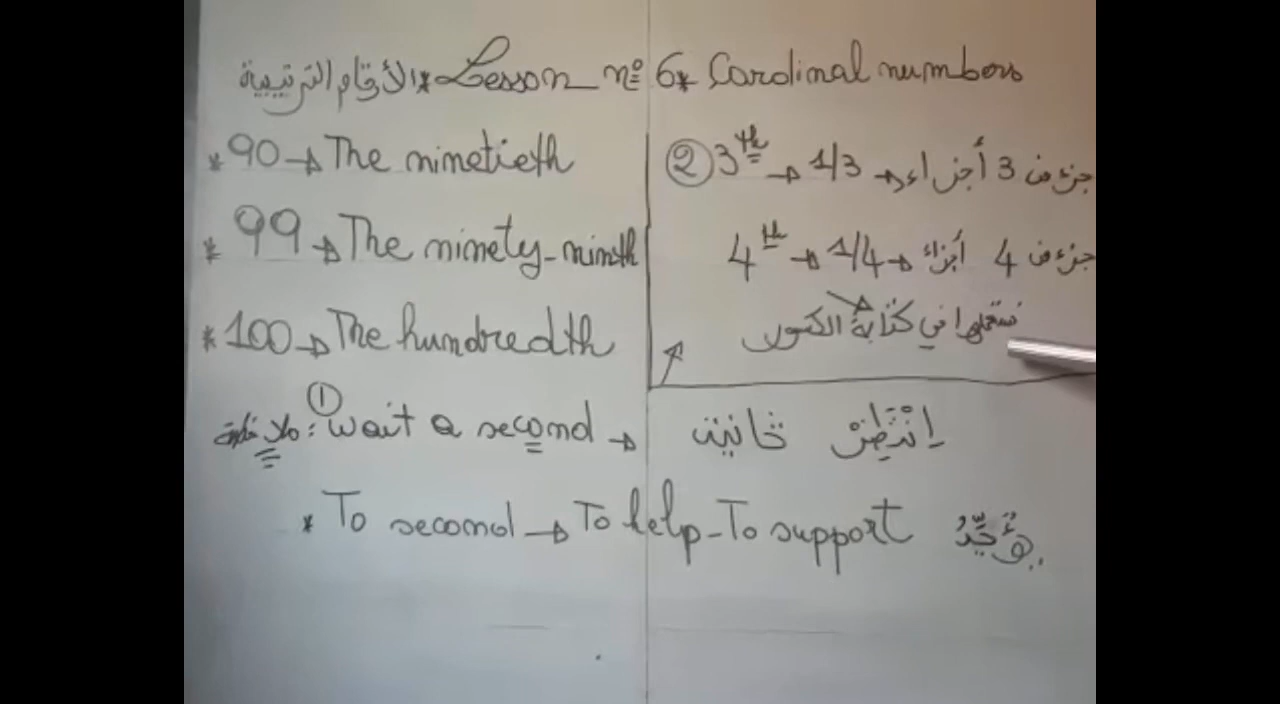 الأرقام الترتيبية * Lesson nº 6 * Cardinal numbers
* 90 → The ninetieth
* 99 → The ninety-ninth
* 100 → The hundredth
② 3th → 1/3 → جزء من 3 أجزاء
4th → 1/4 → جزء من 4 أجزاء
نستعملها في كتابة الكسور
ملاحظة: ① Wait a second → اِنْتَظِرْ ثانية
* To second → To help - To support يُؤَيِّدُ